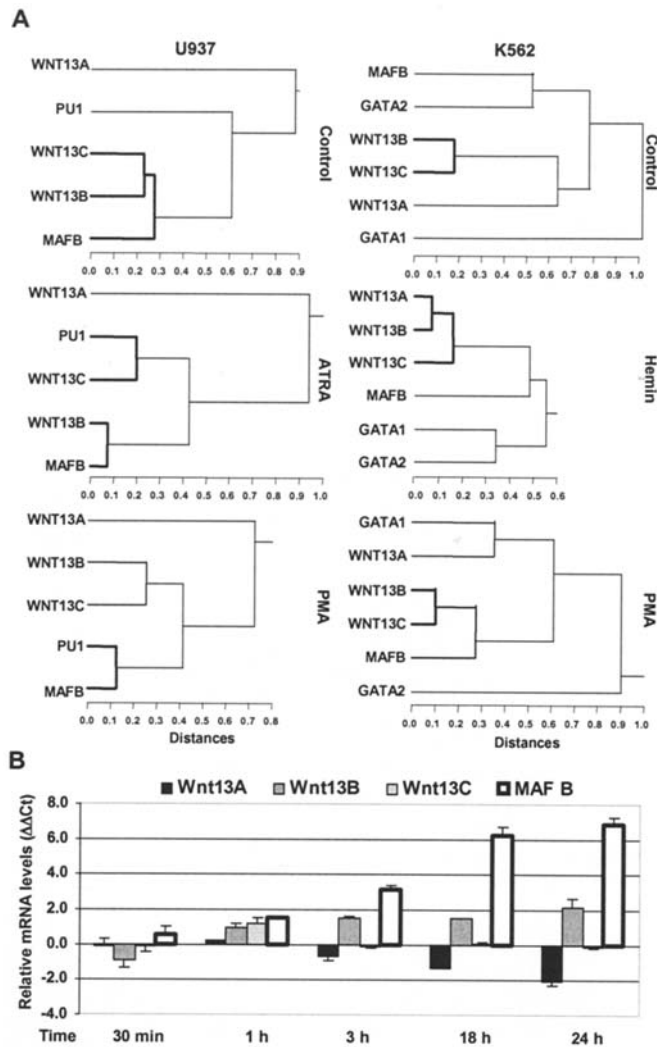 A
U937
K562
WNT13A
PU1
WNT13C
WNT13B
MAFB
Control
0.0 0.1 0.2 0.3 0.4 0.5 0.6 0.7 0.8 0.9
MAFB
GATA2
WNT13B
WNT13C
WNT13A
GATA1
Control
0.0 0.1 0.2 0.3 0.4 0.5 0.6 0.7 0.8 0.9 1.0
WNT13A
PU1
WNT13C
WNT13B
MAFB
ATRA
0.0 0.1 0.2 0.3 0.4 0.5 0.6 0.7 0.8 0.9 1.0
WNT13A
WNT13B
WNT13C
MAFB
GATA1
GATA2
Hemin
0.0 0.1 0.2 0.3 0.4 0.5 0.6
WNT13A
WNT13B
WNT13C
PU1
MAFB
PMA
0.0 0.1 0.2 0.3 0.4 0.5 0.6 0.7 0.8
Distances
GATA1
WNT13A
WNT13B
WNT13C
MAFB
GATA2
PMA
0.0 0.1 0.2 0.3 0.4 0.5 0.6 0.7 0.8 0.9 1.0
Distances
B
Wnt13A Wnt13B Wnt13C MAF B
Relative mRNA levels (ΔΔCt)
8.0
6.0
4.0
2.0
0.0
-2.0
-4.0
Time 30 min 1 h 3 h 18 h 24 h